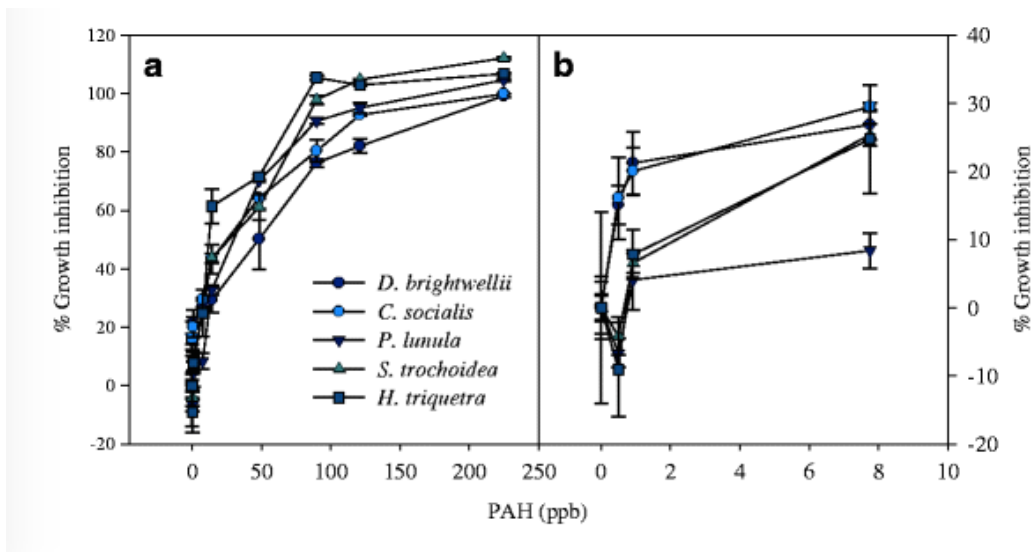 a
b
% Growth inhibition
120
100
80
60
40
20
0
-20
D. brightwellii
C. socialis
P. lunula
S. trochoidea
H. triquetra
0
50
100
150
200
250
0
2
4
6
8
10
40
30
20
10
0
-10
-20
% Growth inhibition
PAH (ppb)